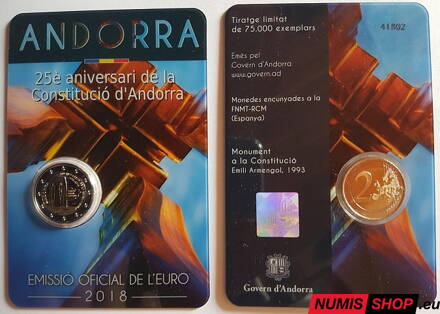 ANDORRA
25è aniversari de la
Constitució d'Andorra
EMISSIÓ OFICIAL DE L'EURO
2018
Tiratge limitat
de 75.000 exemplars
41802
Emès pel
Govern d'Andorra
www.govern.ad
Monedes encunyades a la
FNMT-RCM
(Espanya)
Monument
a la Constitució
Emili Armengol, 1993
2
Govern d'Andorra
NUMIS SHOP.eu